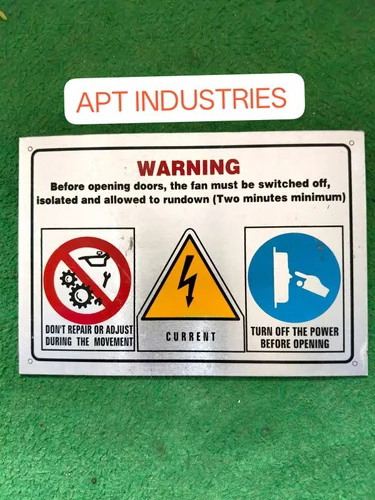 APT INDUSTRIES
WARNING
Before opening doors, the fan must be switched off,
isolated and allowed to rundown (Two minutes minimum)
DON'T REPAIR OR ADJUST
DURING THE MOVEMENT
CURRENT
TURN OFF THE POWER
BEFORE OPENING